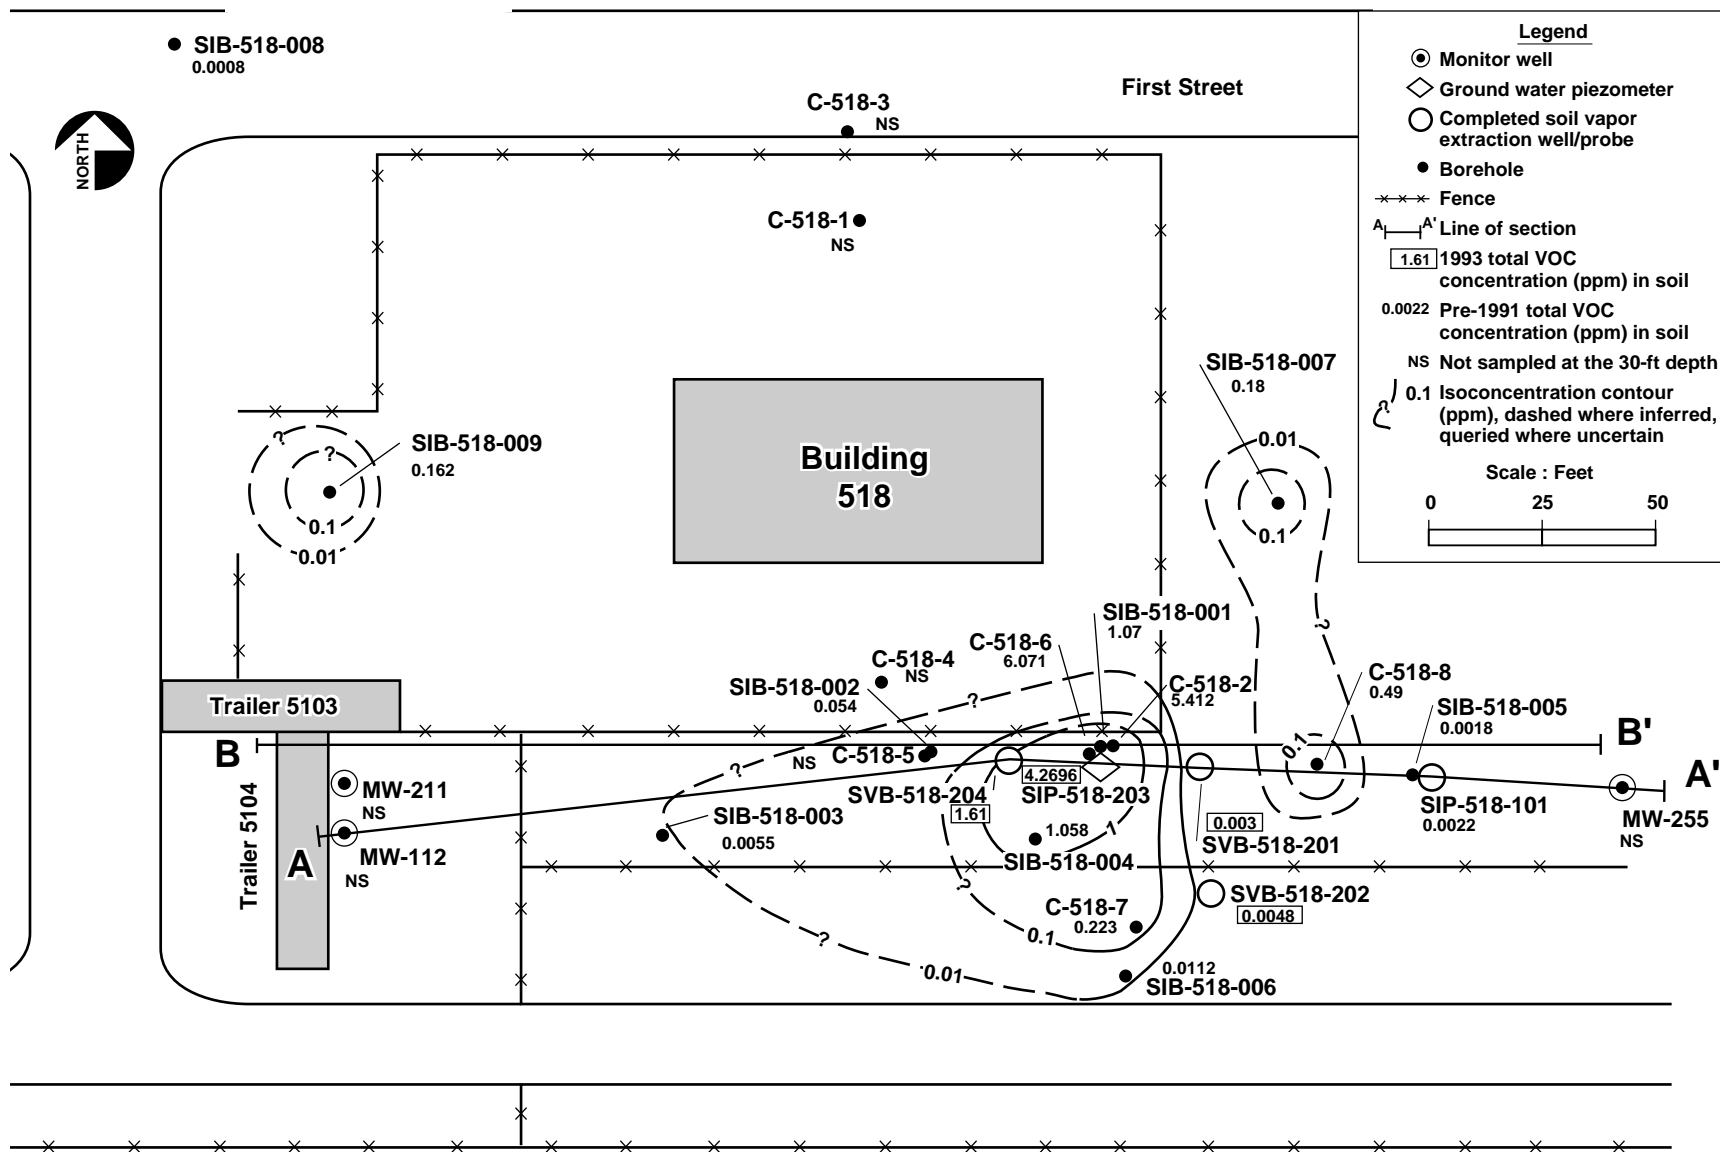 SIB-518-008
0.0008
NORTH
First Street
C-518-3
NS
C-518-1
NS
Legend
Monitor well
Ground water piezometer
Completed soil vapor
extraction well/probe
Borehole
Fence
A A' Line of section
1.61 1993 total VOC
concentration (ppm) in soil
0.0022 Pre-1991 total VOC
concentration (ppm) in soil
NS Not sampled at the 30-ft depth
? 0.1 Isoconcentration contour
(ppm), dashed where inferred,
queried where uncertain
Scale : Feet
0 25 50
SIB-518-007
0.18
0.01
0.1
?
SIB-518-009
0.162
?
?
0.1
0.01
Building
518
SIB-518-001
1.07
C-518-6
6.071
C-518-4
NS
C-518-2
5.412
C-518-8
0.49
SIB-518-002
0.054
?
SIB-518-005
0.0018
Trailer 5103
B
B'
0.1
C-518-5
NS
?
4.2696
SIP-518-203
SVB-518-204
1.61
A'
MW-211
NS
SIP-518-101
0.0022
MW-255
NS
SIB-518-003
0.0055
0.003
SVB-518-201
1.058
1
SIB-518-004
Trailer 5104
A
MW-112
NS
?
SVB-518-202
0.0048
C-518-7
0.223
?
0.1
0.01
0.0112
SIB-518-006